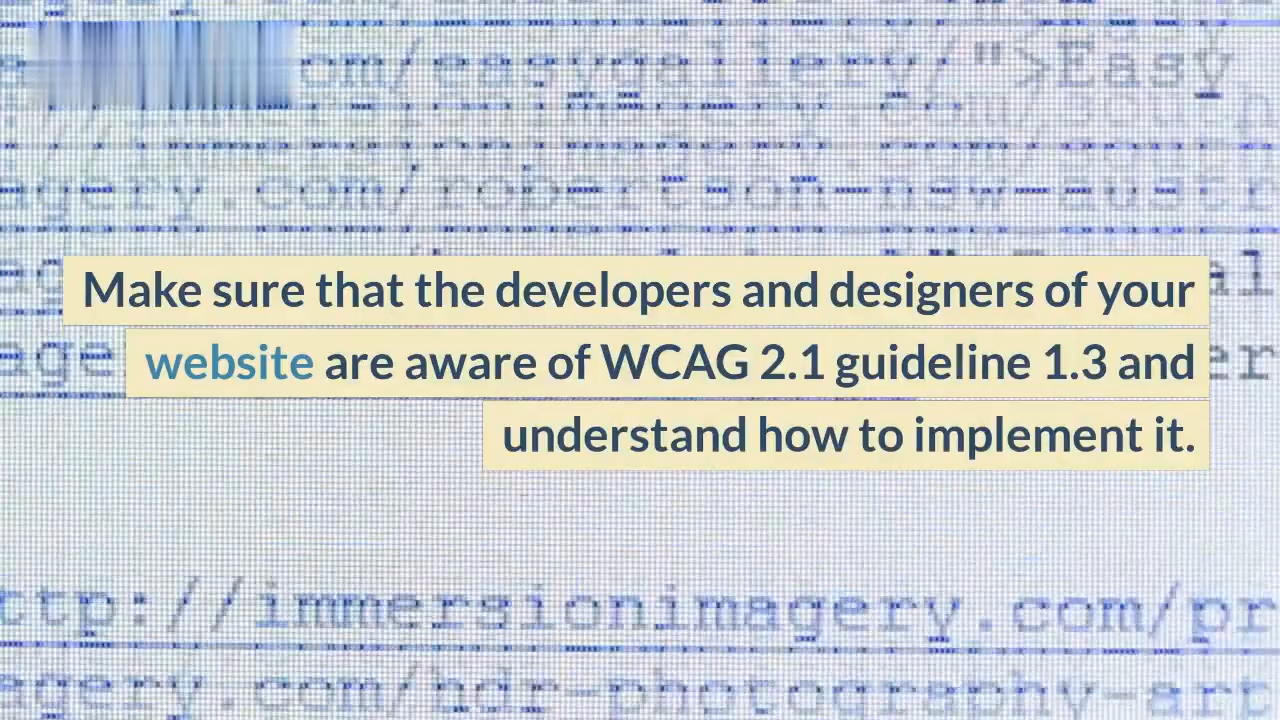 om/easygallery/">Easy
agery.com/robertson-nsw-austr
Make sure that the developers and designers of your
website are aware of WCAG 2.1 guideline 1.3 and
understand how to implement it.
ttp://immersionimagery.com/pr
agery.com/hdr-photography-art